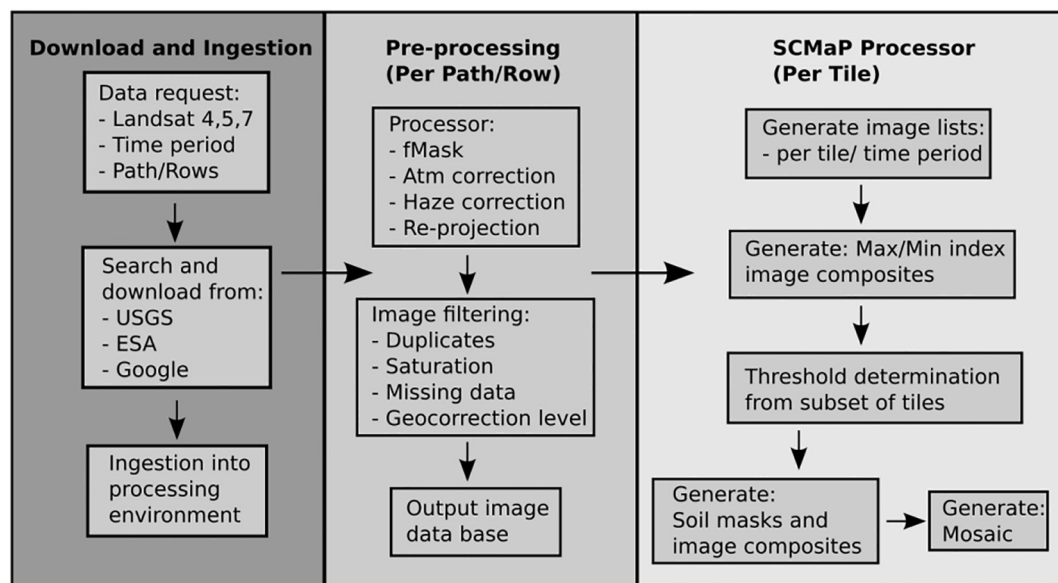 Download and Ingestion
Data request:
- Landsat 4,5,7
- Time period
- Path/Rows
Search and
download from:
- USGS
- ESA
- Google
Ingestion into
processing
environment
Pre-processing
(Per Path/Row)
Processor:
- fMask
- Atm correction
- Haze correction
- Re-projection
Image filtering:
- Duplicates
- Saturation
- Missing data
- Geocorrection level
Output image
data base
SCMaP Processor
(Per Tile)
Generate image lists:
- per tile/ time period
Generate: Max/Min index
image composites
Threshold determination
from subset of tiles
Generate:
Soil masks and
image composites
Generate:
Mosaic